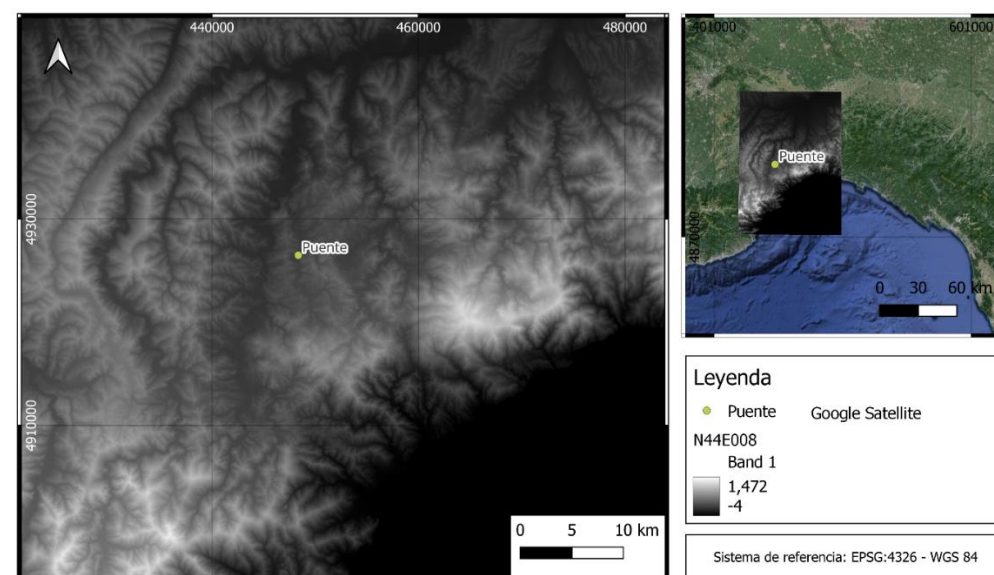 440000 460000 480000
4930000
Puente
4910000
0 5 10 km
401000 601000
Puente
4870000
0 30 60 km
Leyenda
Puente Google Satellite
N44E008
Band 1
1,472
-4
Sistema de referencia: EPSG:4326 - WGS 84